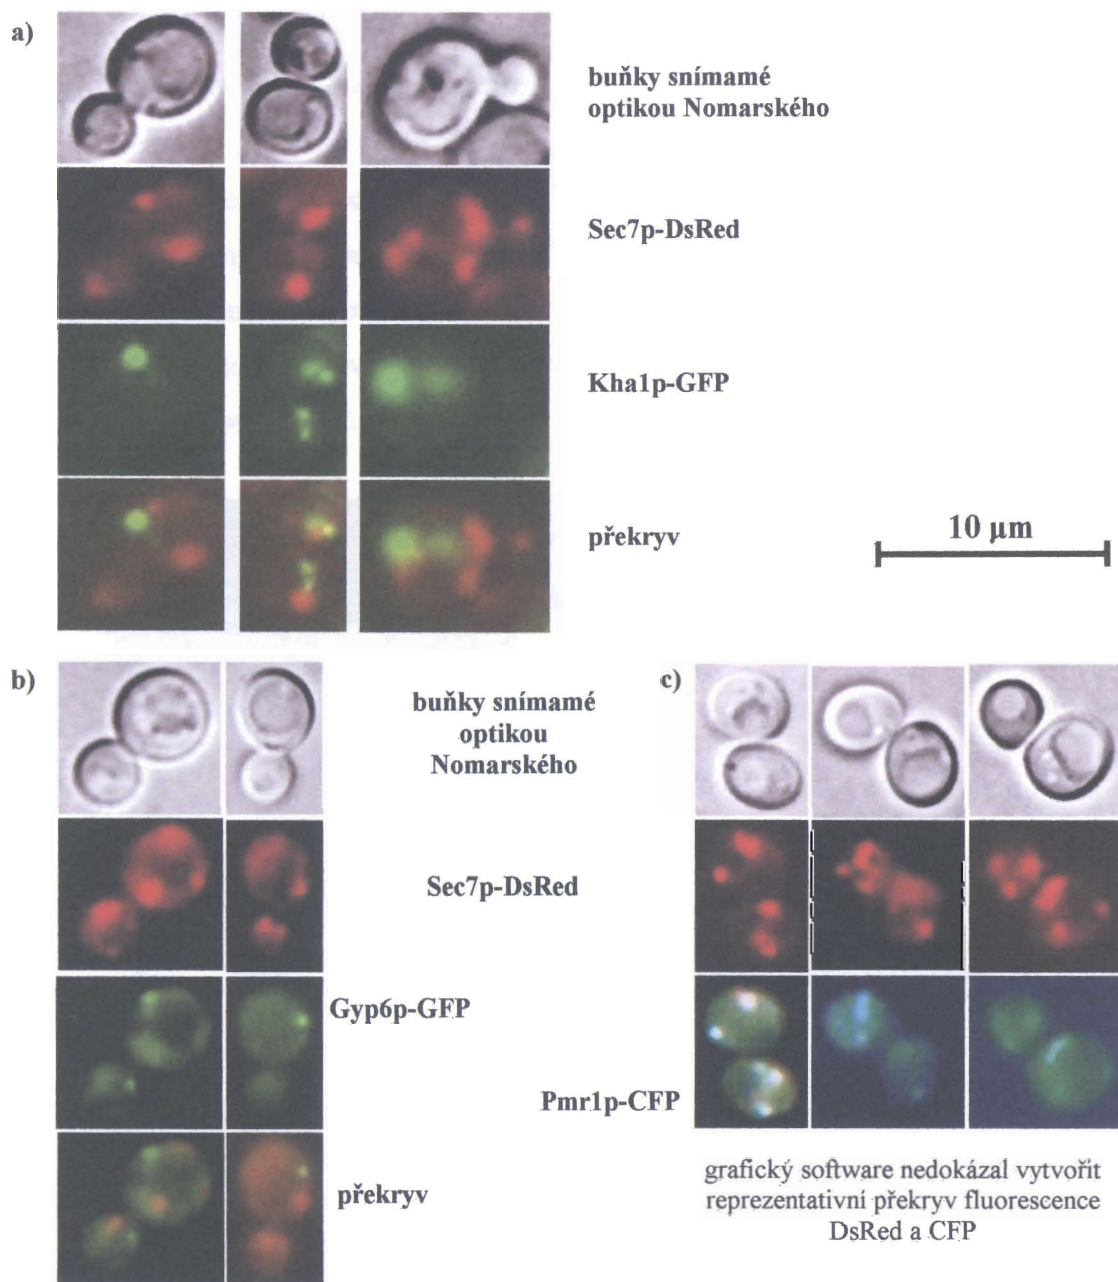 a)
buňky snímamé
optikou Nomarského
Sec7p-DsRed
Kha1p-GFP
překryv
10 µm
b)
buňky snímamé
optikou
Nomarského
Sec7p-DsRed
Gyp6p-GFP
překryv
c)
Pmr1p-CFP
grafický software nedokázal vytvořit
reprezentativní překryv fluorescence
DsRed a CFP